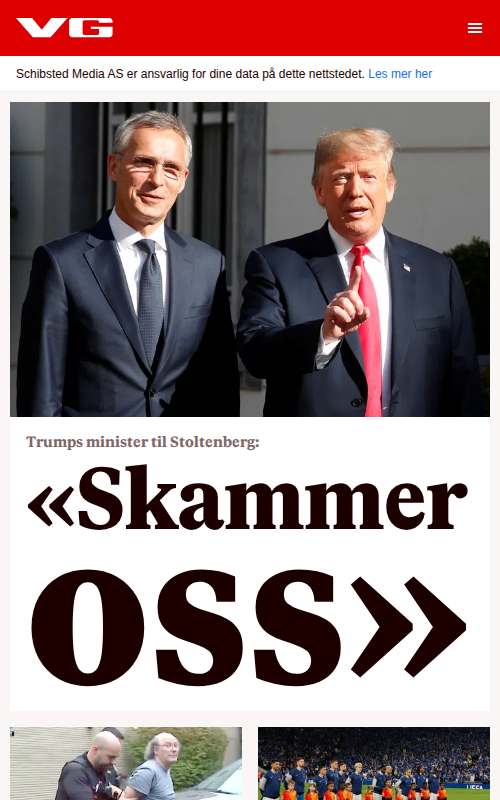 VG
Schibsted Media AS er ansvarlig for dine data på dette nettstedet. Les mer her
Trumps minister til Stoltenberg:
«Skammer
oss»
UEFA